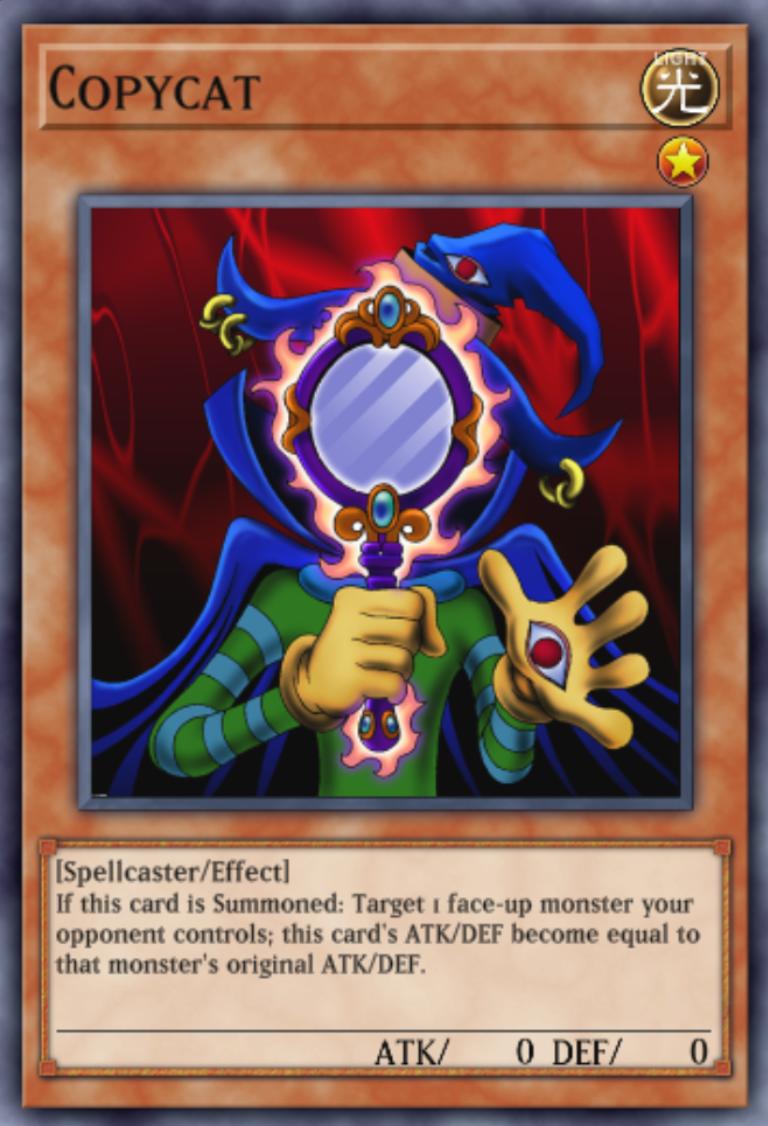 COPYCAT
LIGHT
光
[Spellcaster/Effect]
If this card is Summoned: Target 1 face-up monster your
opponent controls; this card's ATK/DEF become equal to
that monster's original ATK/DEF.
ATK/ 0 DEF/ 0